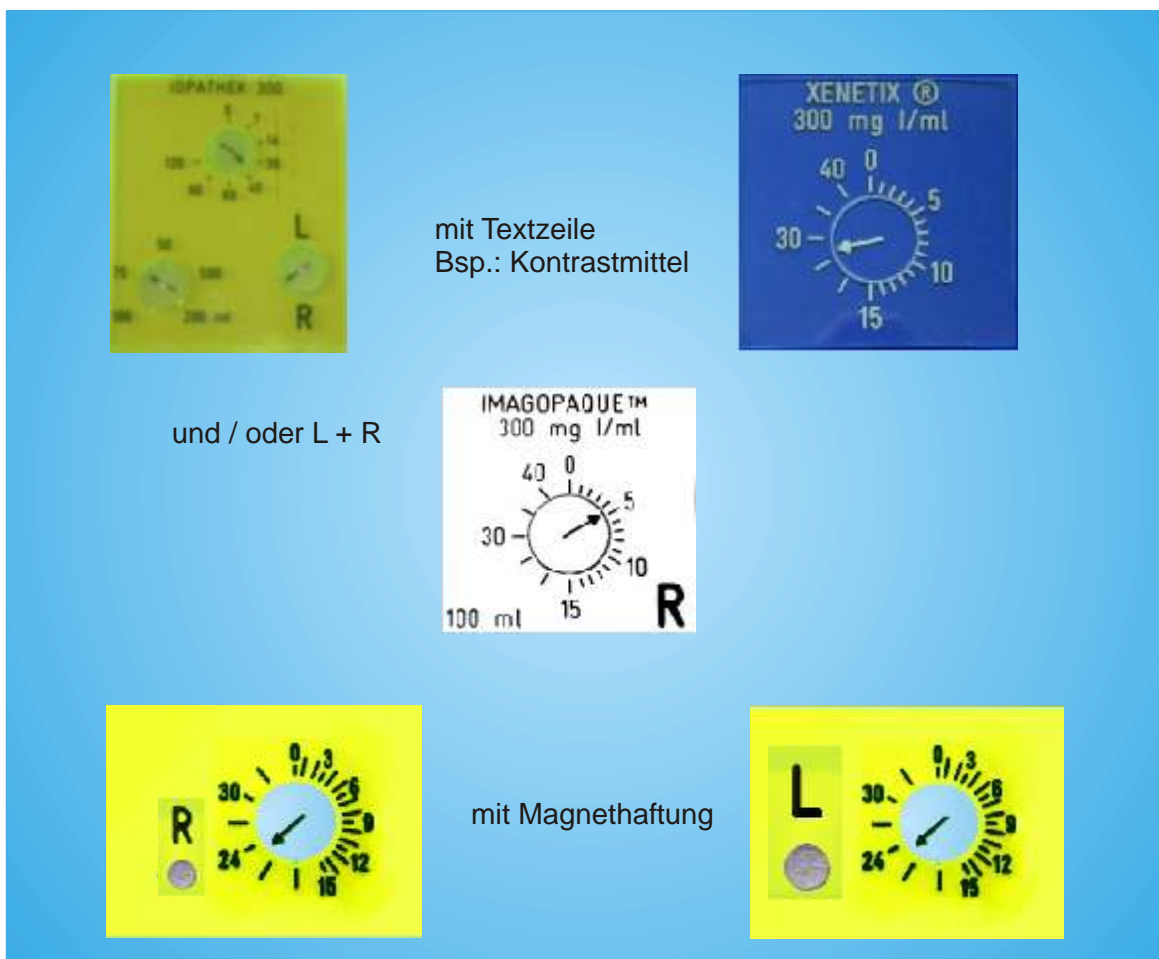 IOPATHEK 300
L
50
R
XENETIX ®
300 mg I/ml
0
40
5
30
10
15
mit Textzeile
Bsp.: Kontrastmittel
und / oder L + R
IMAGOPAQUE™
300 mg I/ml
0
40
5
30
10
15
100 ml
R
R
0
3
30
6
9
24
12
15
mit Magnethaftung
L
0
3
30
6
9
24
12
15